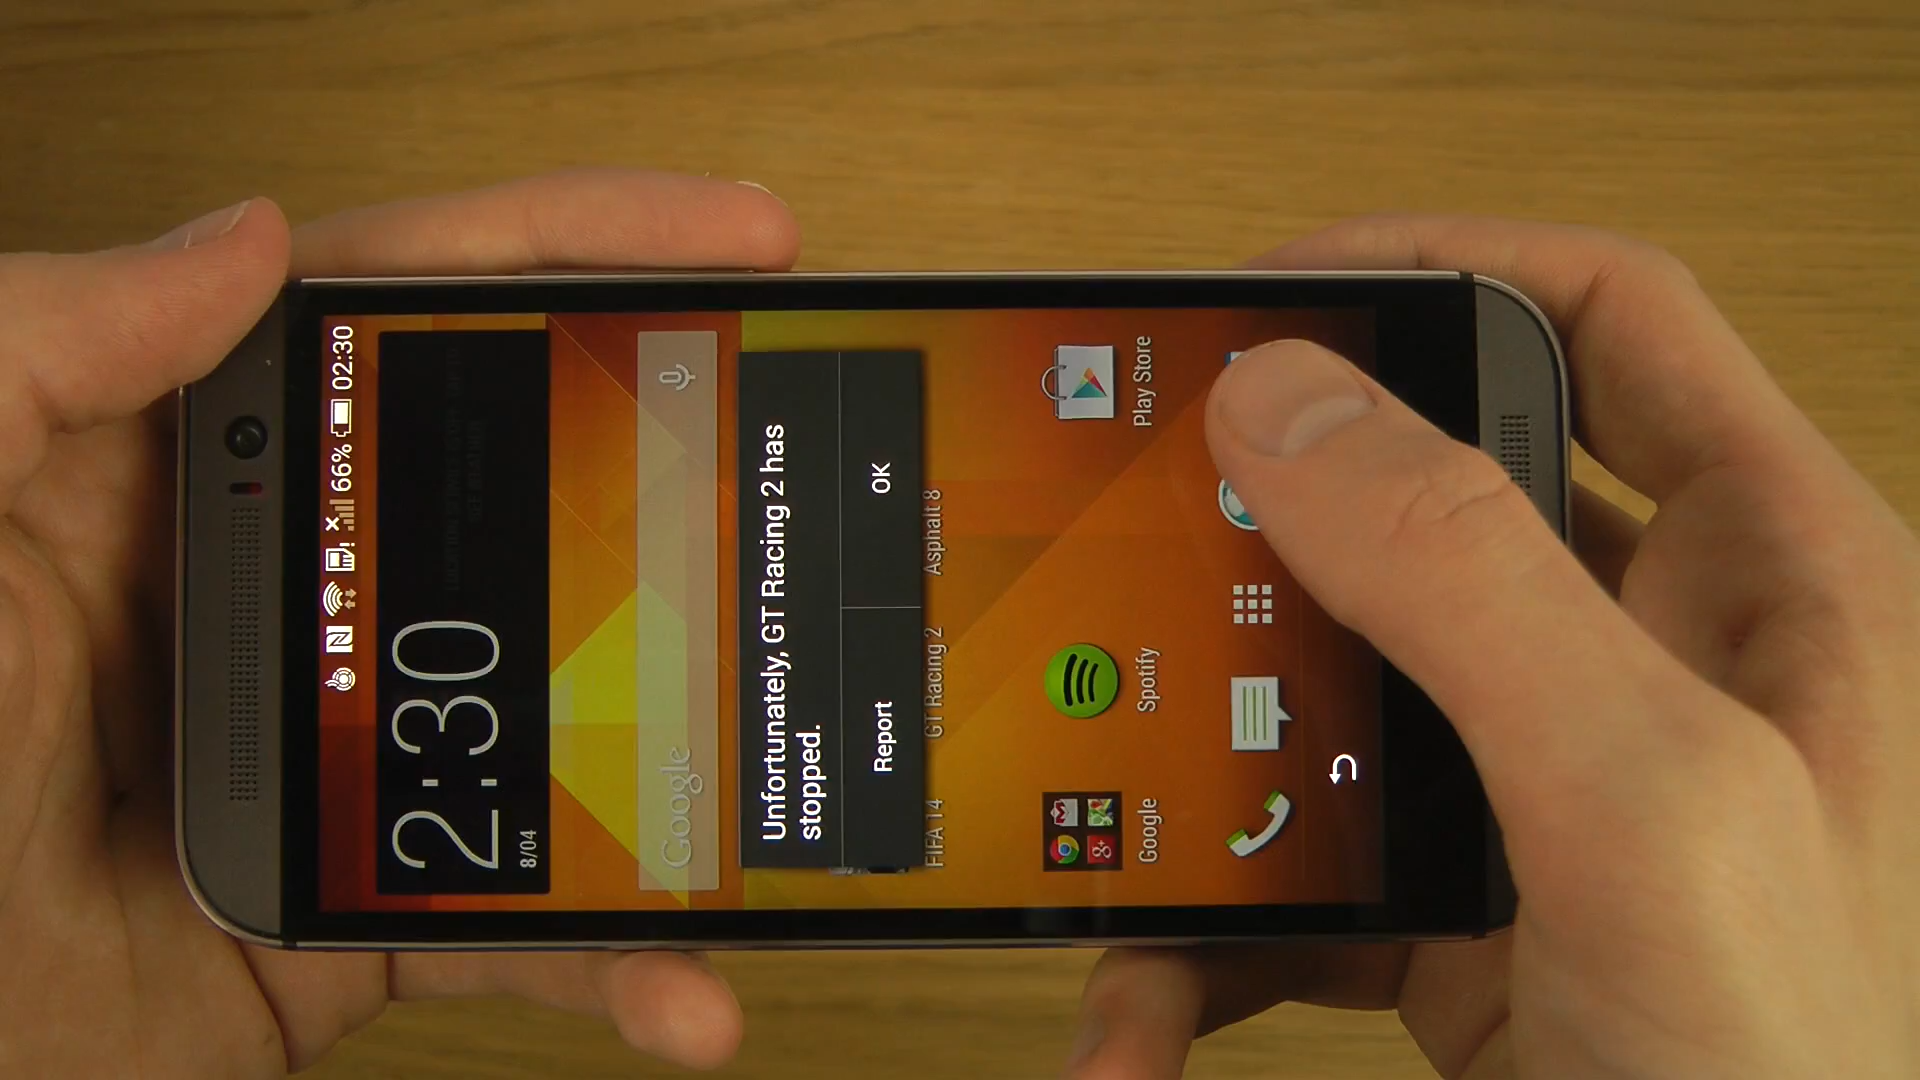 66% 02:30
2:30
8/04
Google
Unfortunately, GT Racing 2 has
stopped.
Report
OK
FIFA 14
GT Racing 2
Asphalt 8
Google
Spotify
Play Store